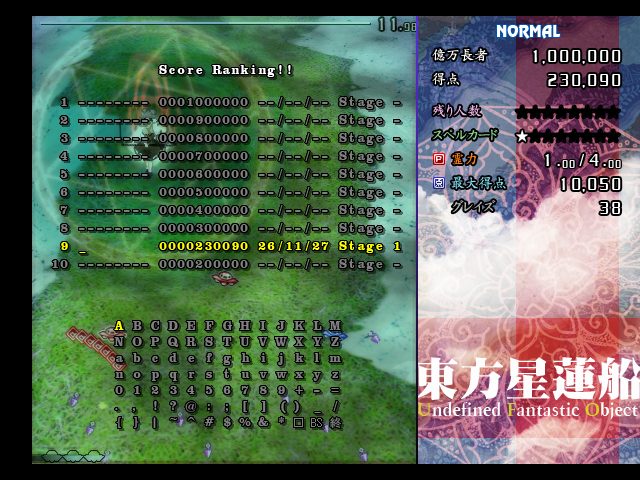 11.96
Score Ranking!!
1 -------- 0001000000 --/--/-- Stage -
2 -------- 0000900000 --/--/-- Stage -
3 -------- 0000800000 --/--/-- Stage -
4 -------- 0000700000 --/--/-- Stage -
5 -------- 0000600000 --/--/-- Stage -
6 -------- 0000500000 --/--/-- Stage -
7 -------- 0000400000 --/--/-- Stage -
8 -------- 0000300000 --/--/-- Stage -
9 _ 0000230090 26/11/27 Stage 1
10 -------- 0000200000 --/--/-- Stage -
A B C D E F G H I J K L M
N O P Q R S T U V W X Y Z
a b c d e f g h i j k l m
n o p q r s t u v w x y z
0 1 2 3 4 5 6 7 8 9 + - =
. , ! ? @ : ; [ ] ( ) _ /
{ } | ~ ^ # $ % & * □ BS 終
NORMAL
億万長者 1,000,000
得点 230,090
残り人数
スペルカード
P 霊力 1.00/4.00
点 最大得点 10,050
グレイズ 38
東方星蓮船
Undefined Fantastic Object